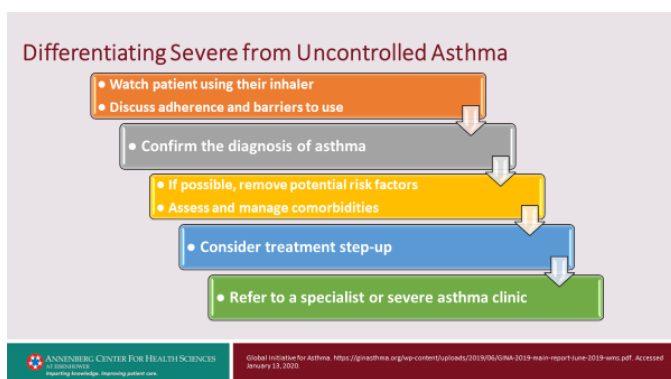 Differentiating Severe from Uncontrolled Asthma
• Watch patient using their inhaler
• Discuss adherence and barriers to use
• Confirm the diagnosis of asthma
• If possible, remove potential risk factors
• Assess and manage comorbidities
• Consider treatment step-up
• Refer to a specialist or severe asthma clinic
ANNENBERG CENTER FOR HEALTH SCIENCES
AT EISENHOWER
Imparting knowledge. Improving patient care.
Global Initiative for Asthma. https://ginasthma.org/wp-content/uploads/2019/06/GINA-2019-main-report-June-2019-wms.pdf. Accessed
January 13, 2020.